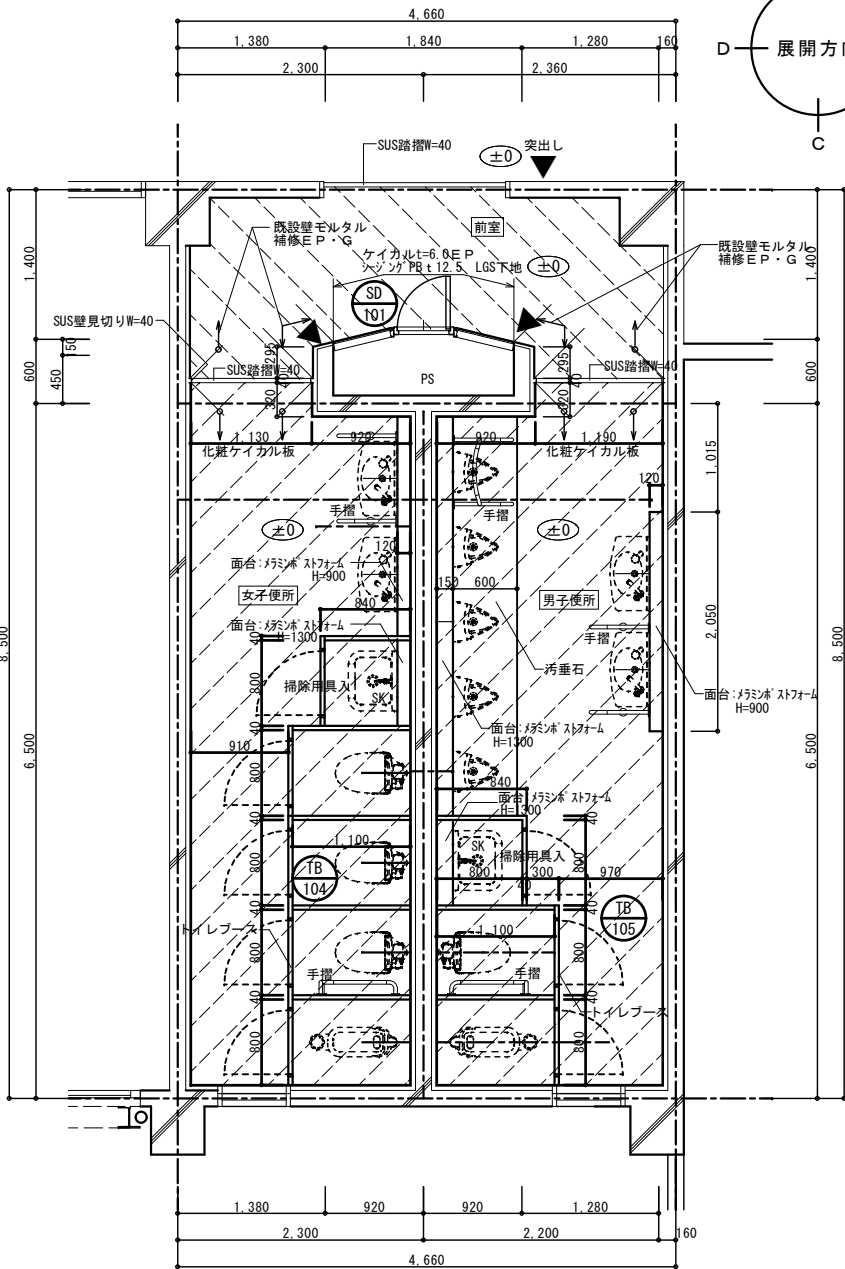 4,660
1,380
1,840
1,280
160
2,300
2,360
D
展開方向
C
SUS踏摺W=40
±0
突出し
既設壁モルタル
補修EP・G
前室
ケイカルt=6.0EP
シージングPBt12.5 LGS下地
±0
既設壁モルタル
補修EP・G
SD
101
SUS壁見切りW=40
SUS踏摺W=40
PS
SUS踏摺W=40
295
40
320
295
40
320
1,400
600
150
450
6,500
8,500
1,400
600
6,500
8,500
1,130
920
920
1,190
化粧ケイカル板
化粧ケイカル板
1,015
120
手摺
手摺
±0
±0
120
面台:メラミンポストフォーム
H=900
150
600
女子便所
男子便所
840
面台:メラミンポストフォーム
H=1300
手摺
2,050
汚垂石
掃除用具入
SK
面台:メラミンポストフォーム
H=900
面台:メラミンポストフォーム
H=1300
910
840
面台:メラミンポストフォーム
H=1300
1,100
SK
掃除用具入
800
300
970
40
TB
104
TB
105
トイレブース
1,100
手摺
手摺
トイレブース
40
800
40
800
40
800
40
800
40
800
40
800
40
800
40
800
1,380
920
920
1,280
2,300
2,200
160
4,660